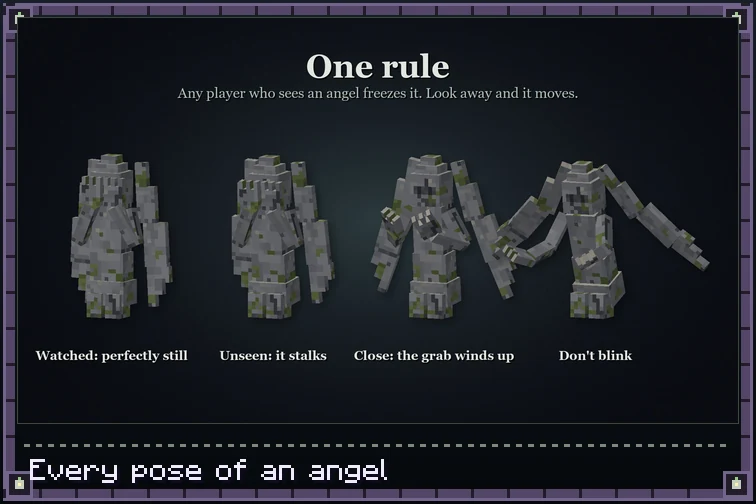 One rule
Any player who sees an angel freezes it. Look away and it moves.
Watched: perfectly still
Unseen: it stalks
Close: the grab winds up
Don't blink
Every pose of an angel